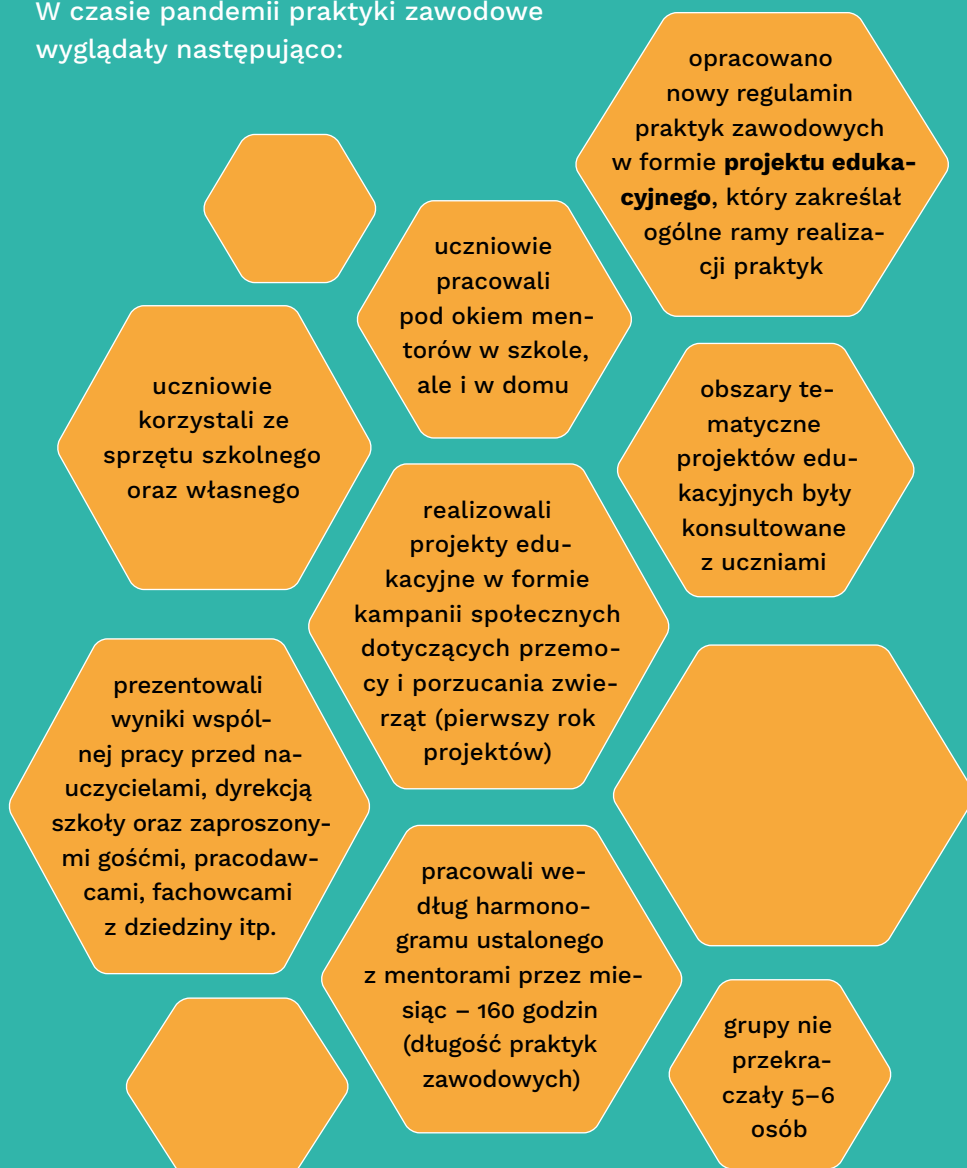 W czasie pandemii praktyki zawodowe
wyglądały następująco:
opracowano
nowy regulamin
praktyk zawodowych
w formie projektu eduka-
cyjnego, który zakreślał
ogólne ramy realiza-
cji praktyk
uczniowie
pracowali
pod okiem men-
torów w szkole,
ale i w domu
uczniowie
korzystali ze
sprzętu szkolnego
oraz własnego
obszary te-
matyczne
projektów edu-
kacyjnych były
konsultowane
z uczniami
realizowali
projekty edu-
kacyjne w formie
kampanii społecznych
dotyczących przemo-
cy i porzucania zwie-
rząt (pierwszy rok
projektów)
prezentowali
wyniki wspól-
nej pracy przed na-
uczycielami, dyrekcją
szkoły oraz zaproszony-
mi gośćmi, pracodaw-
cami, fachowcami
z dziedziny itp.
pracowali we-
dług harmono-
gramu ustalonego
z mentorami przez mie-
siąc – 160 godzin
(długość praktyk
zawodowych)
grupy nie
przekra-
czały 5–6
osób